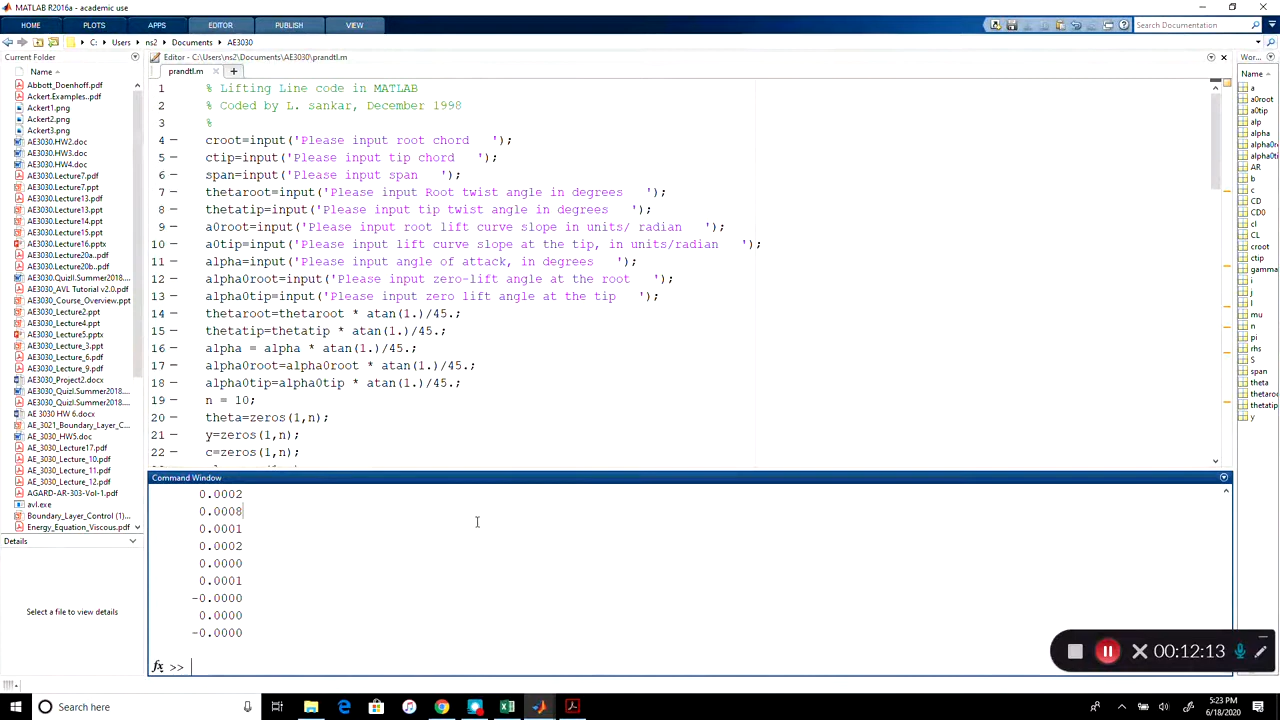 MATLAB R2016a - academic use
HOME PLOTS APPS EDITOR PUBLISH VIEW
Search Documentation
C: Users ns2 Documents AE3030
Current Folder
Name
Abbott_Doenhoff.pdf
Ackert.Examples..pdf
Ackert1.png
Ackert2.png
Ackert3.png
AE3030.HW2.doc
AE3030.HW3.doc
AE3030.HW4.doc
AE3030.Lecture7.pdf
AE3030.Lecture7.ppt
AE3030.Lecture13.pdf
AE3030.Lecture13.ppt
AE3030.Lecture14.ppt
AE3030.Lecture15.ppt
AE3030.Lecture16.pptx
AE3030.Lecture20a..pdf
AE3030.Lecture20b..pdf
AE3030.QuizII.Summer2018....
AE3030_AVL Tutorial v2.0.pdf
AE3030_Course_Overview.ppt
AE3030_Lecture2.ppt
AE3030_Lecture4.ppt
AE3030_Lecture5.pptx
AE3030_Lecture_3.ppt
AE3030_Lecture_6.pdf
AE3030_Lecture_9.pdf
AE3030_Project2.docx
AE3030_QuizI.Summer2018....
AE3030_QuizI.Summer2018....
AE 3030 HW 6.docx
AE_3021_Boundary_Layer_C...
AE_3030_HW5.doc
AE_3030_Lecture17.pdf
AE_3030_Lecture_10.pdf
AE_3030_Lecture_11.pdf
AE_3030_Lecture_12.pdf
AGARD-AR-303-Vol-1.pdf
avl.exe
Boundary_Layer_Control (1)...
Energy_Equation_Viscous.pdf
Details
Select a file to view details
Editor - C:\Users\ns2\Documents\AE3030\prandtl.m
prandtl.m
1 % Lifting Line code in MATLAB
2 % Coded by L. sankar, December 1998
3 %
4 croot=input('Please input root chord   ');
5 ctip=input('Please input tip chord   ');
6 span=input('Please input span   ');
7 thetaroot=input('Please input Root twist angle in degrees   ');
8 thetatip=input('Please input tip twist angle in degrees   ');
9 a0root=input('Please input root lift curve slope in units/ radian   ');
10 a0tip=input('Please input lift curve slope at the tip, in units/radian   ');
11 alpha=input('Please input angle of attack, in degrees   ');
12 alpha0root=input('Please input zero-lift angle at the root   ');
13 alpha0tip=input('Please input zero lift angle at the tip   ');
14 thetaroot=thetaroot * atan(1.)/45.;
15 thetatip=thetatip * atan(1.)/45.;
16 alpha = alpha * atan(1.)/45.;
17 alpha0root=alpha0root * atan(1.)/45.;
18 alpha0tip=alpha0tip * atan(1.)/45.;
19 n = 10;
20 theta=zeros(1,n);
21 y=zeros(1,n);
22 c=zeros(1,n);
Command Window
0.0002
0.0008
0.0001
0.0002
0.0000
0.0001
-0.0000
0.0000
-0.0000
fx >>
Wor...
Name
a
a0root
a0tip
alp
alpha
alpha0r
alpha0t
AR
b
c
CD
CD0
cl
CL
croot
ctip
gamma
i
j
l
mu
n
pi
rhs
S
span
theta
thetaro
thetatip
y
00:12:13
Search here
5:23 PM
6/18/2020